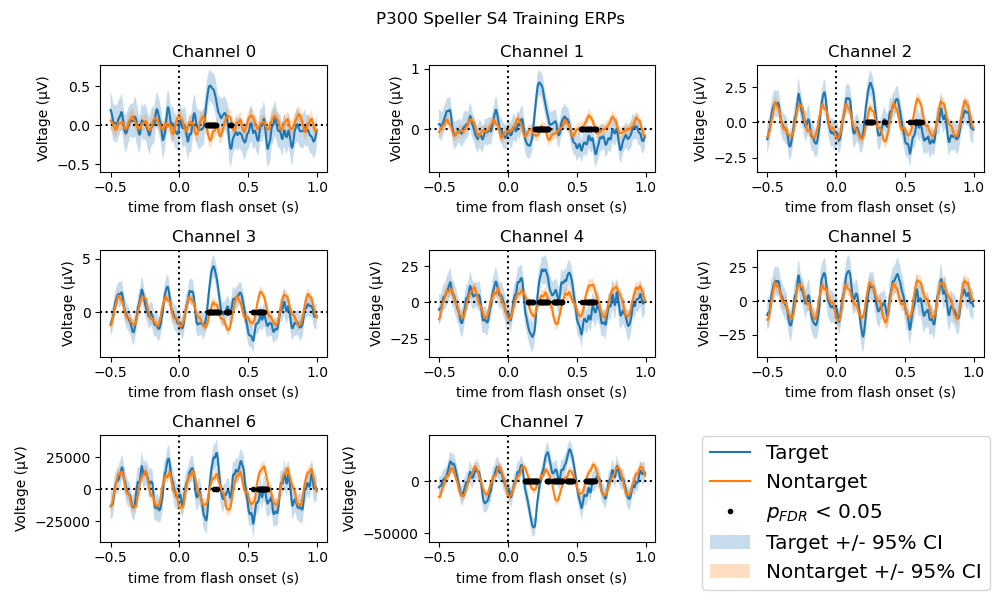 P300 Speller S4 Training ERPs
Channel 0
Voltage (µV)
0.5
0.0
−0.5
−0.5
0.0
0.5
1.0
time from flash onset (s)
Channel 1
Voltage (µV)
1
0
−0.5
0.0
0.5
1.0
time from flash onset (s)
Channel 2
Voltage (µV)
2.5
0.0
−2.5
−0.5
0.0
0.5
1.0
time from flash onset (s)
Channel 3
Voltage (µV)
5
0
−0.5
0.0
0.5
1.0
time from flash onset (s)
Channel 4
Voltage (µV)
25
0
−25
−0.5
0.0
0.5
1.0
time from flash onset (s)
Channel 5
Voltage (µV)
25
0
−25
−0.5
0.0
0.5
1.0
time from flash onset (s)
Channel 6
Voltage (µV)
25000
0
−25000
−0.5
0.0
0.5
1.0
time from flash onset (s)
Channel 7
Voltage (µV)
0
−50000
−0.5
0.0
0.5
1.0
time from flash onset (s)
Target
Nontarget
pFDR < 0.05
Target +/- 95% CI
Nontarget +/- 95% CI